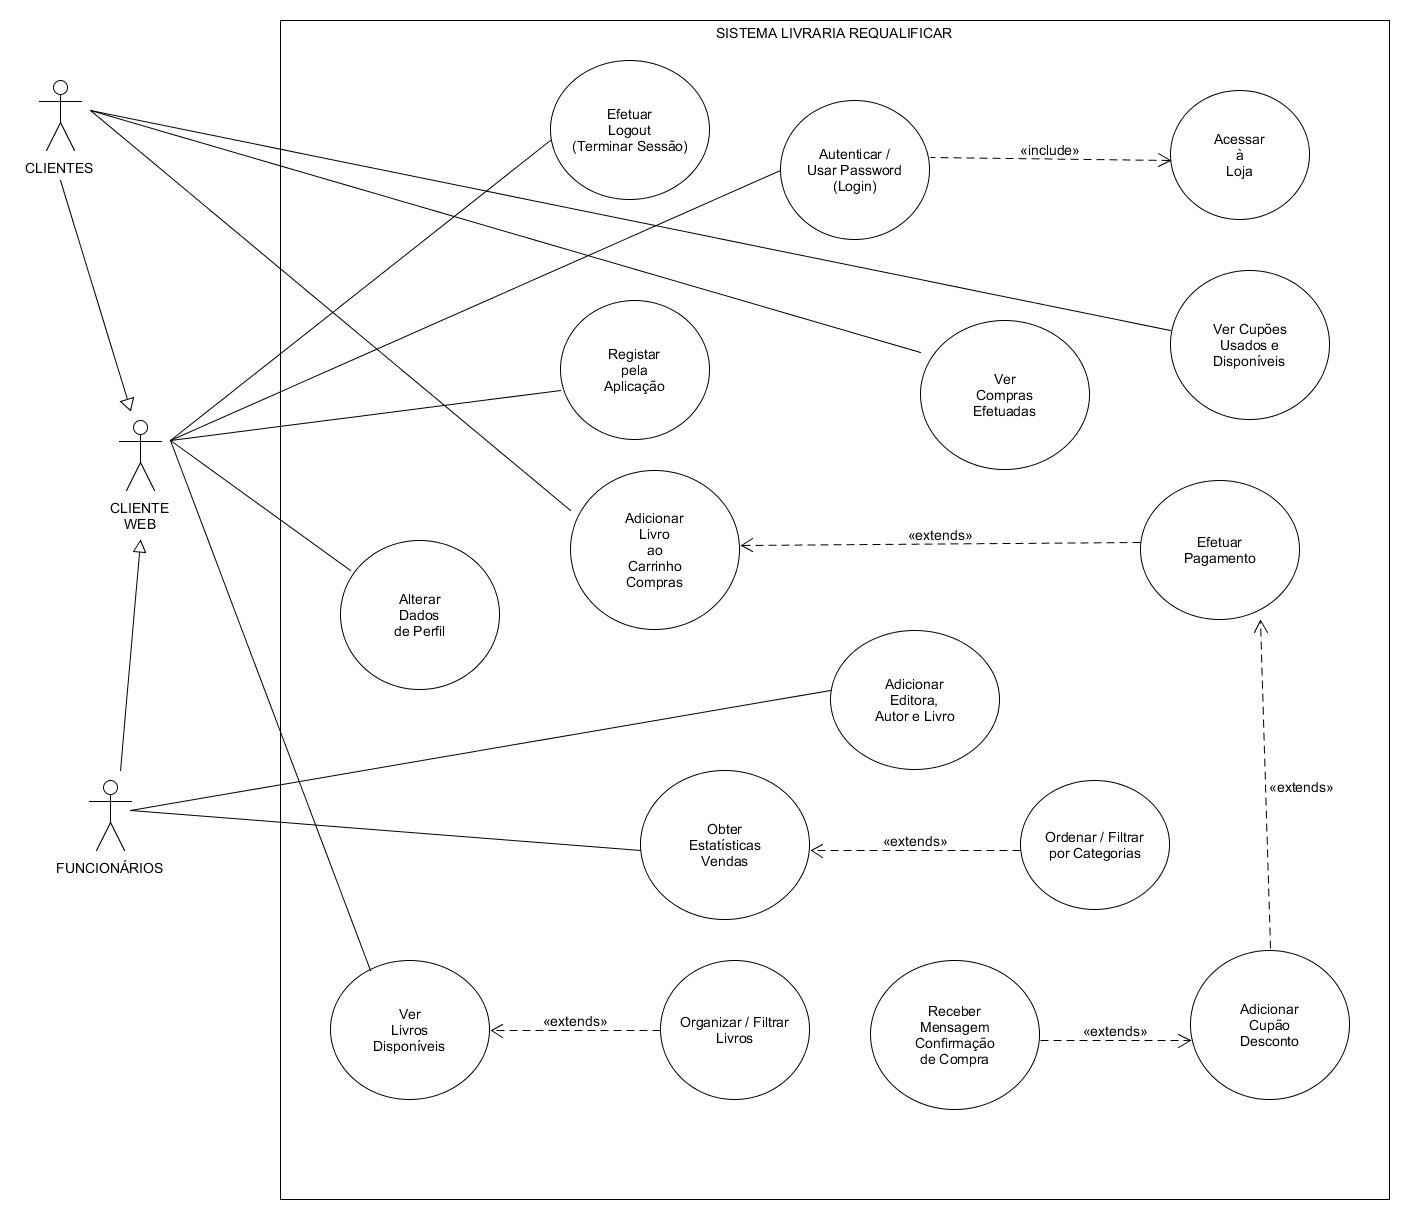 SISTEMA LIVRARIA REQUALIFICAR
CLIENTES
Efetuar
Logout
(Terminar Sessão)
Autenticar /
Usar Password
(Login)
«include»
Acessar
à
Loja
Registar
pela
Aplicação
Ver
Compras
Efetuadas
Ver Cupões
Usados e
Disponíveis
CLIENTE
WEB
Adicionar
Livro
ao
Carrinho
Compras
«extends»
Efetuar
Pagamento
Alterar
Dados
de Perfil
Adicionar
Editora,
Autor e Livro
FUNCIONÁRIOS
Obter
Estatísticas
Vendas
«extends»
Ordenar / Filtrar
por Categorias
«extends»
Ver
Livros
Disponíveis
«extends»
Organizar / Filtrar
Livros
Receber
Mensagem
Confirmação
de Compra
«extends»
Adicionar
Cupão
Desconto